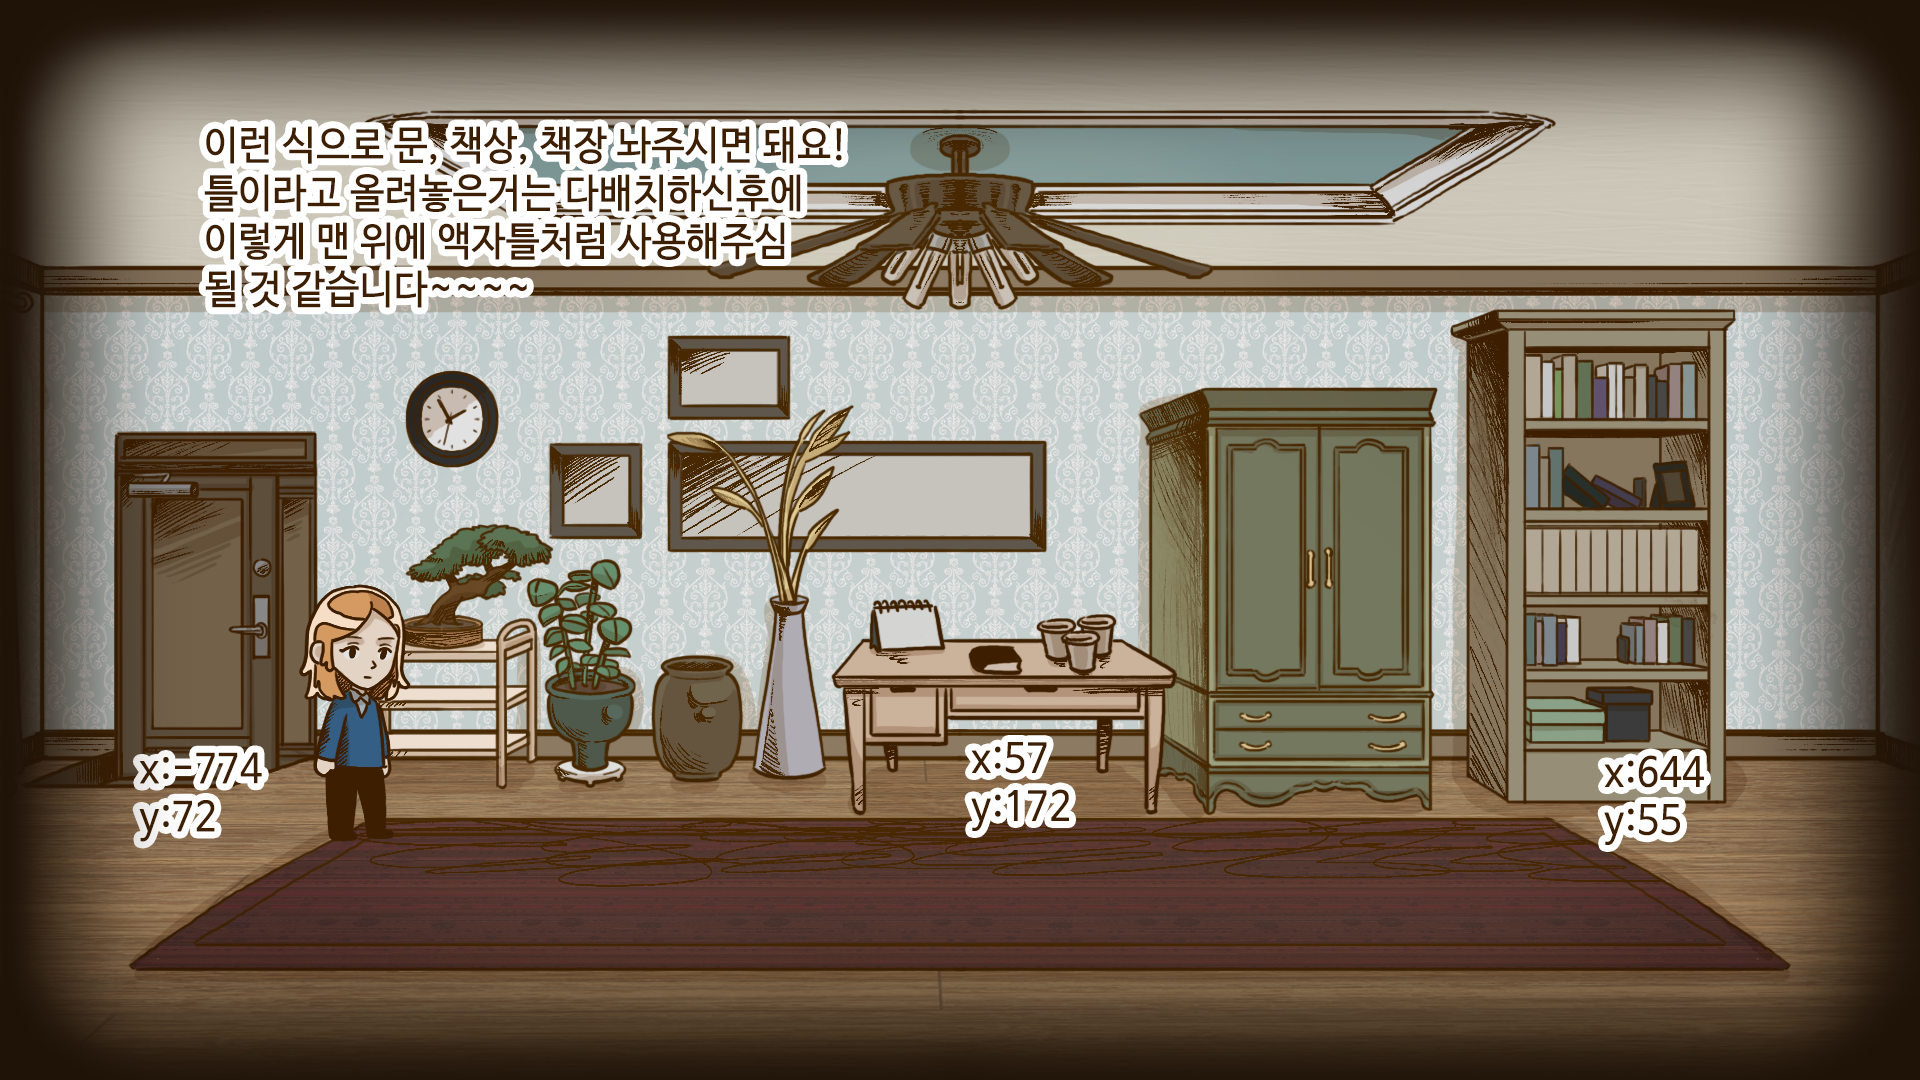 이런 식으로 문, 책상, 책장 놔주시면 돼요!
틀이라고 올려놓은거는 다배치하신후에
이렇게 맨 위에 액자틀처럼 사용해주심
될 것 같습니다~~~~
x:-774
y:72
x:57
y:172
x:644
y:55